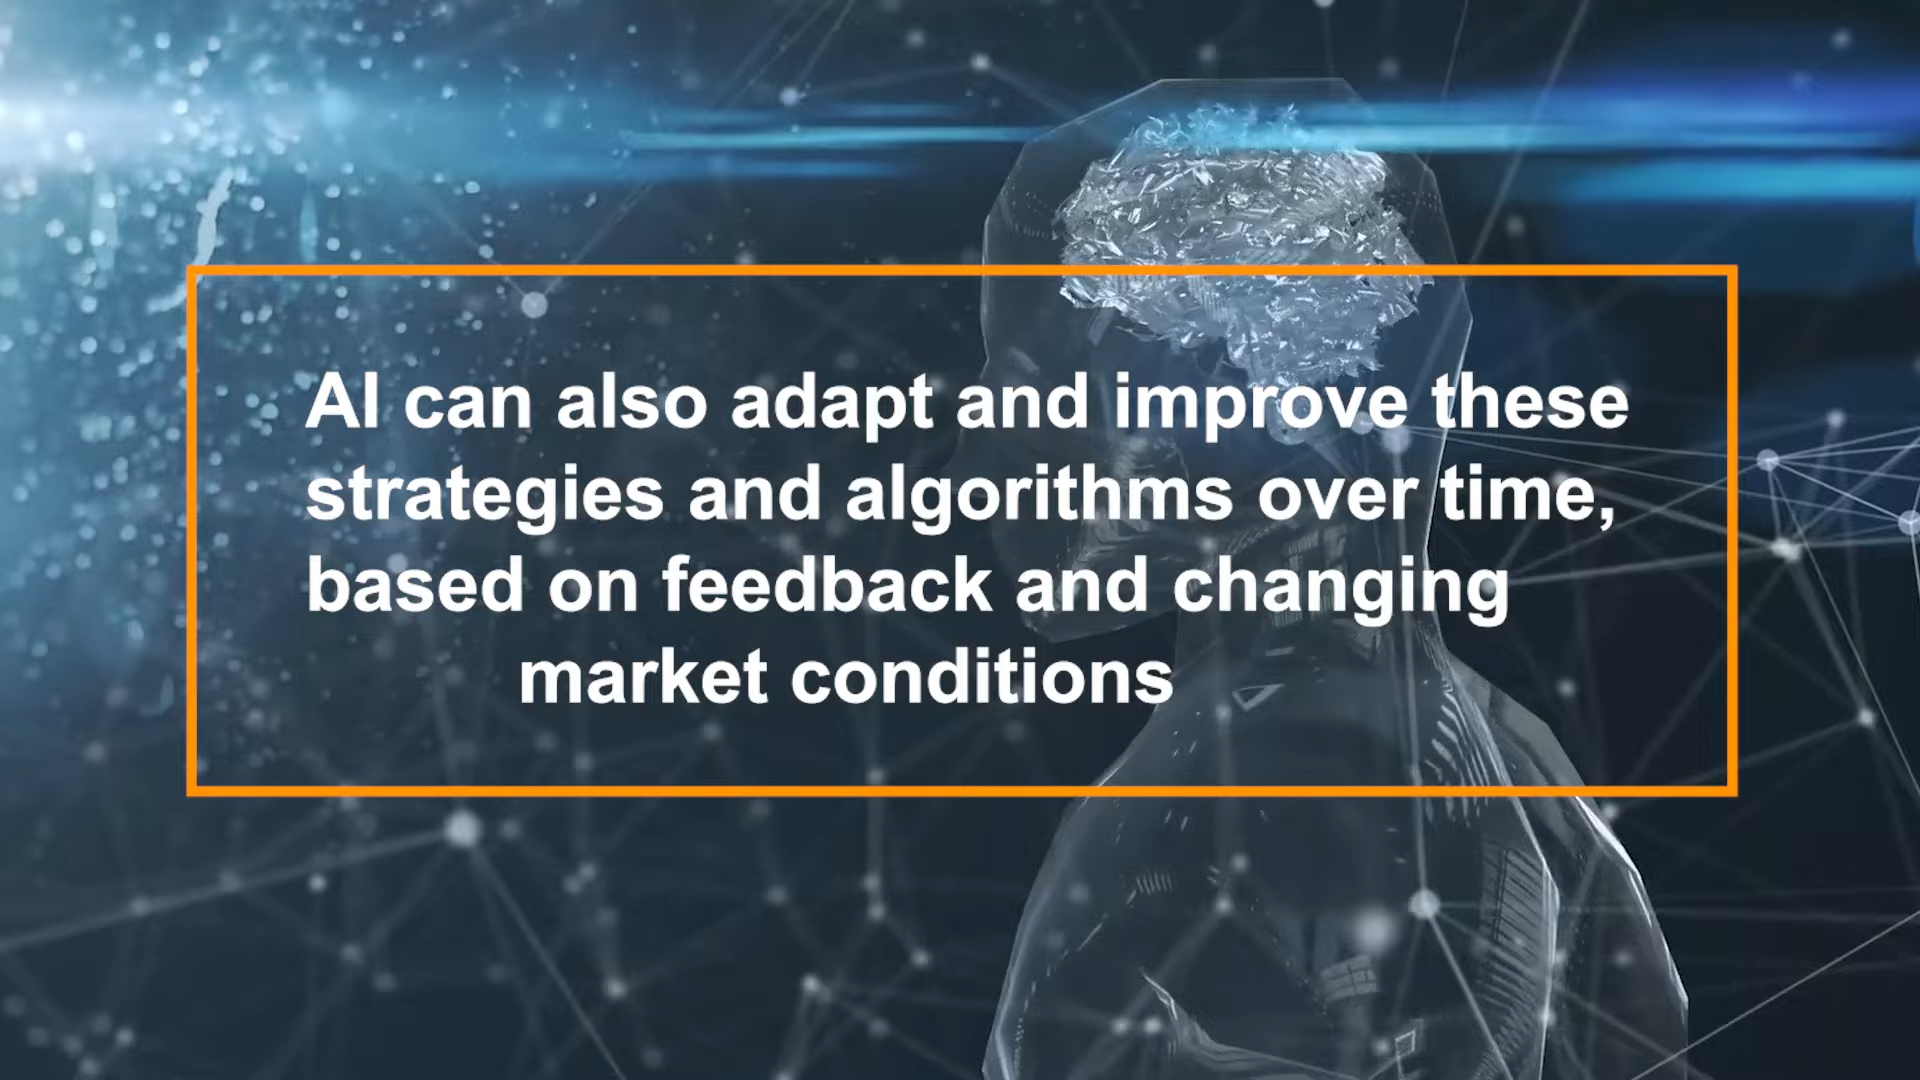 AI can also adapt and improve these
strategies and algorithms over time,
based on feedback and changing
market conditions